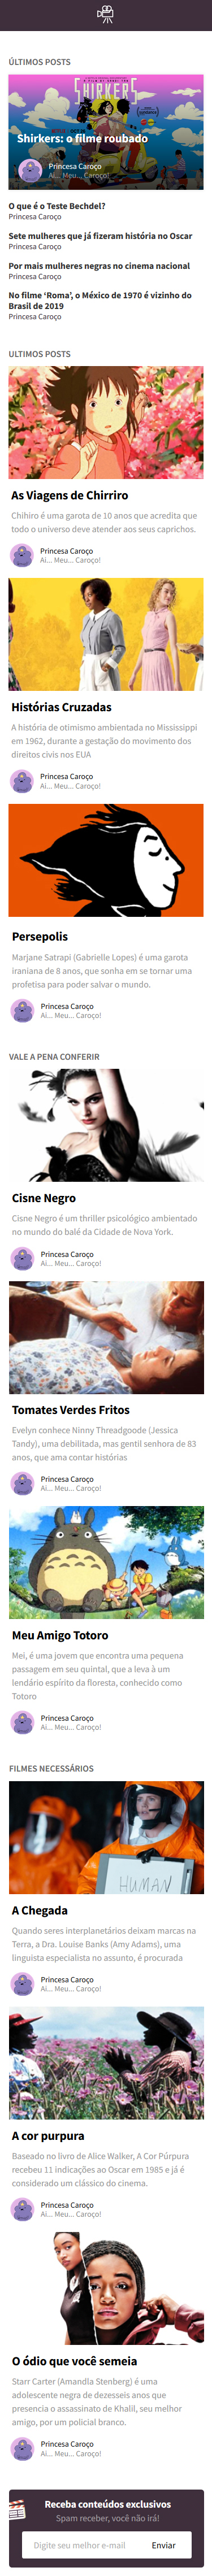 ÚLTIMOS POSTS
SHIRKERS
sundance
Shirkers: o filme roubado
Princesa Caroço
Ai... Meu... Caroço!
O que é o Teste Bechdel?
Princesa Caroço
Sete mulheres que já fizeram história no Oscar
Princesa Caroço
Por mais mulheres negras no cinema nacional
Princesa Caroço
No filme ‘Roma’, o México de 1970 é vizinho do
Brasil de 2019
Princesa Caroço
ULTIMOS POSTS
As Viagens de Chirriro
Chihiro é uma garota de 10 anos que acredita que
todo o universo deve atender aos seus caprichos.
Princesa Caroço
Ai... Meu... Caroço!
Histórias Cruzadas
A história de otimismo ambientada no Mississippi
em 1962, durante a gestação do movimento dos
direitos civis nos EUA
Princesa Caroço
Ai... Meu... Caroço!
Persepolis
Marjane Satrapi (Gabrielle Lopes) é uma garota
iraniana de 8 anos, que sonha em se tornar uma
profetisa para poder salvar o mundo.
Princesa Caroço
Ai... Meu... Caroço!
VALE A PENA CONFERIR
Cisne Negro
Cisne Negro é um thriller psicológico ambientado
no mundo do balé da Cidade de Nova York.
Princesa Caroço
Ai... Meu... Caroço!
Tomates Verdes Fritos
Evelyn conhece Ninny Threadgoode (Jessica
Tandy), uma debilitada, mas gentil senhora de 83
anos, que ama contar histórias
Princesa Caroço
Ai... Meu... Caroço!
Meu Amigo Totoro
Mei, é uma jovem que encontra uma pequena
passagem em seu quintal, que a leva à um
lendário espírito da floresta, conhecido como
Totoro
Princesa Caroço
Ai... Meu... Caroço!
FILMES NECESSÁRIOS
HUMAN
A Chegada
Quando seres interplanetários deixam marcas na
Terra, a Dra. Louise Banks (Amy Adams), uma
linguista especialista no assunto, é procurada
Princesa Caroço
Ai... Meu... Caroço!
A cor purpura
Baseado no livro de Alice Walker, A Cor Púrpura
recebeu 11 indicações ao Oscar em 1985 e já é
considerado um clássico do cinema.
Princesa Caroço
Ai... Meu... Caroço!
O ódio que você semeia
Starr Carter (Amandla Stenberg) é uma
adolescente negra de dezesseis anos que
presencia o assassinato de Khalil, seu melhor
amigo, por um policial branco.
Princesa Caroço
Ai... Meu... Caroço!
Receba conteúdos exclusivos
Spam receber, você não irá!
Digite seu melhor e-mail
Enviar